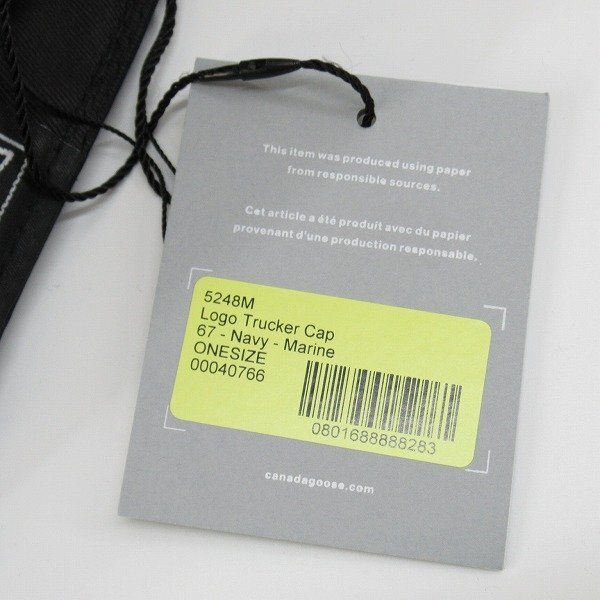 This item was produced using paper
from responsible sources.
Cet article a été produit avec du papier
provenant d'une production responsable.
5248M
Logo Trucker Cap
67 - Navy - Marine
ONESIZE
00040766
0801688888283
canadagoose.com